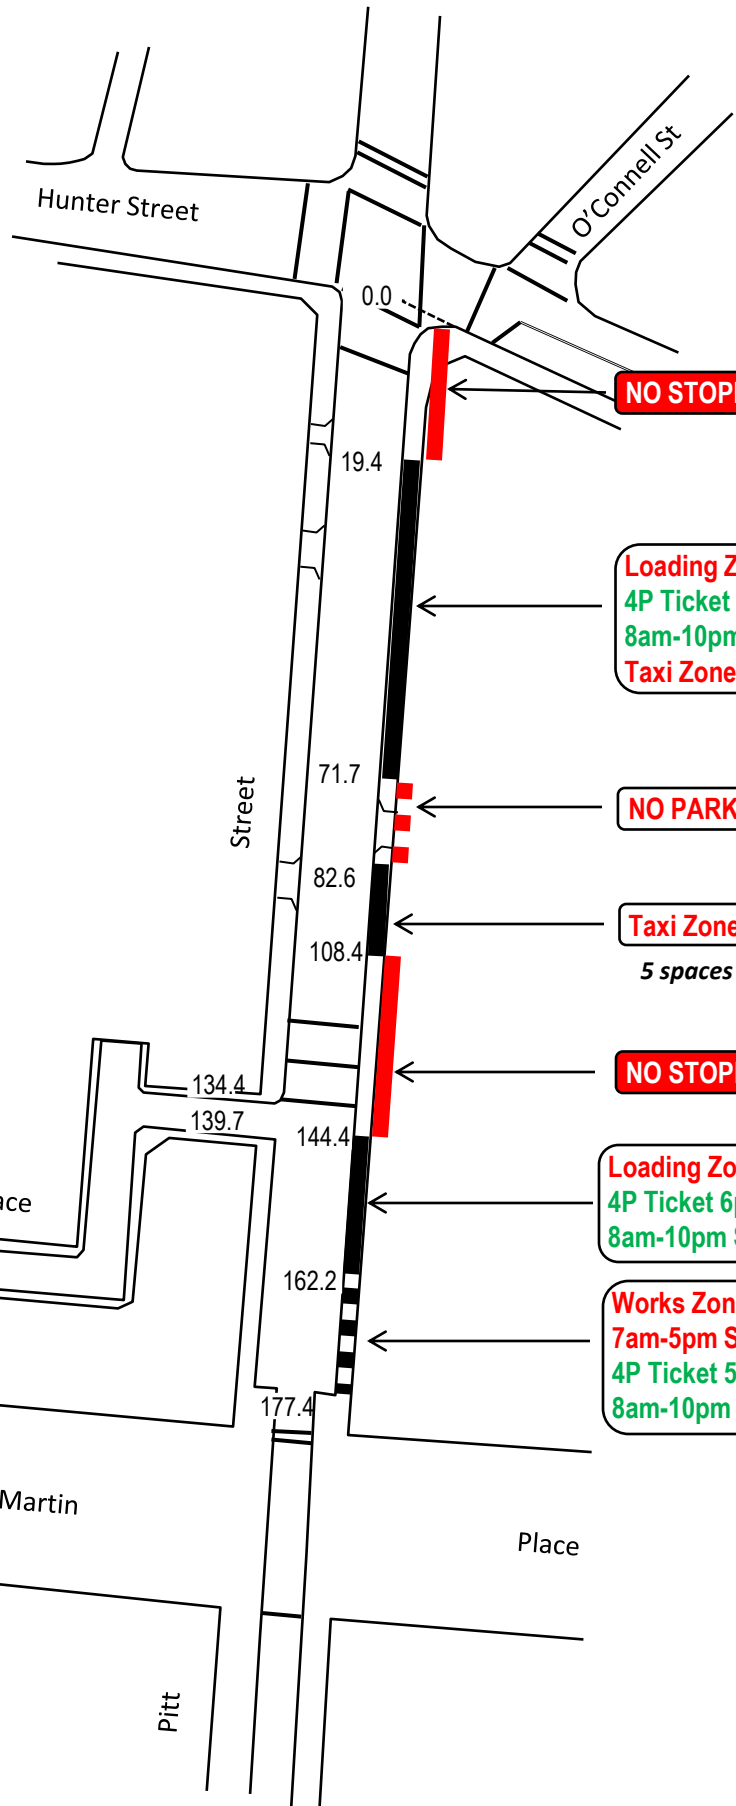 Hunter Street
O'Connell St
0.0
NO STOP
19.4
Loading
4P Ticket
8am-10pm
Taxi Zone
71.7
Street
NO PARK
82.6
Taxi Zone
108.4
5 spaces
NO STOP
134.4
139.7
144.4
Loading Zo
4P Ticket 6
ace
8am-10pm
162.2
Works Zon
7am-5pm S
4P Ticket 5
8am-10pm
177.4
Martin
Place
Pitt